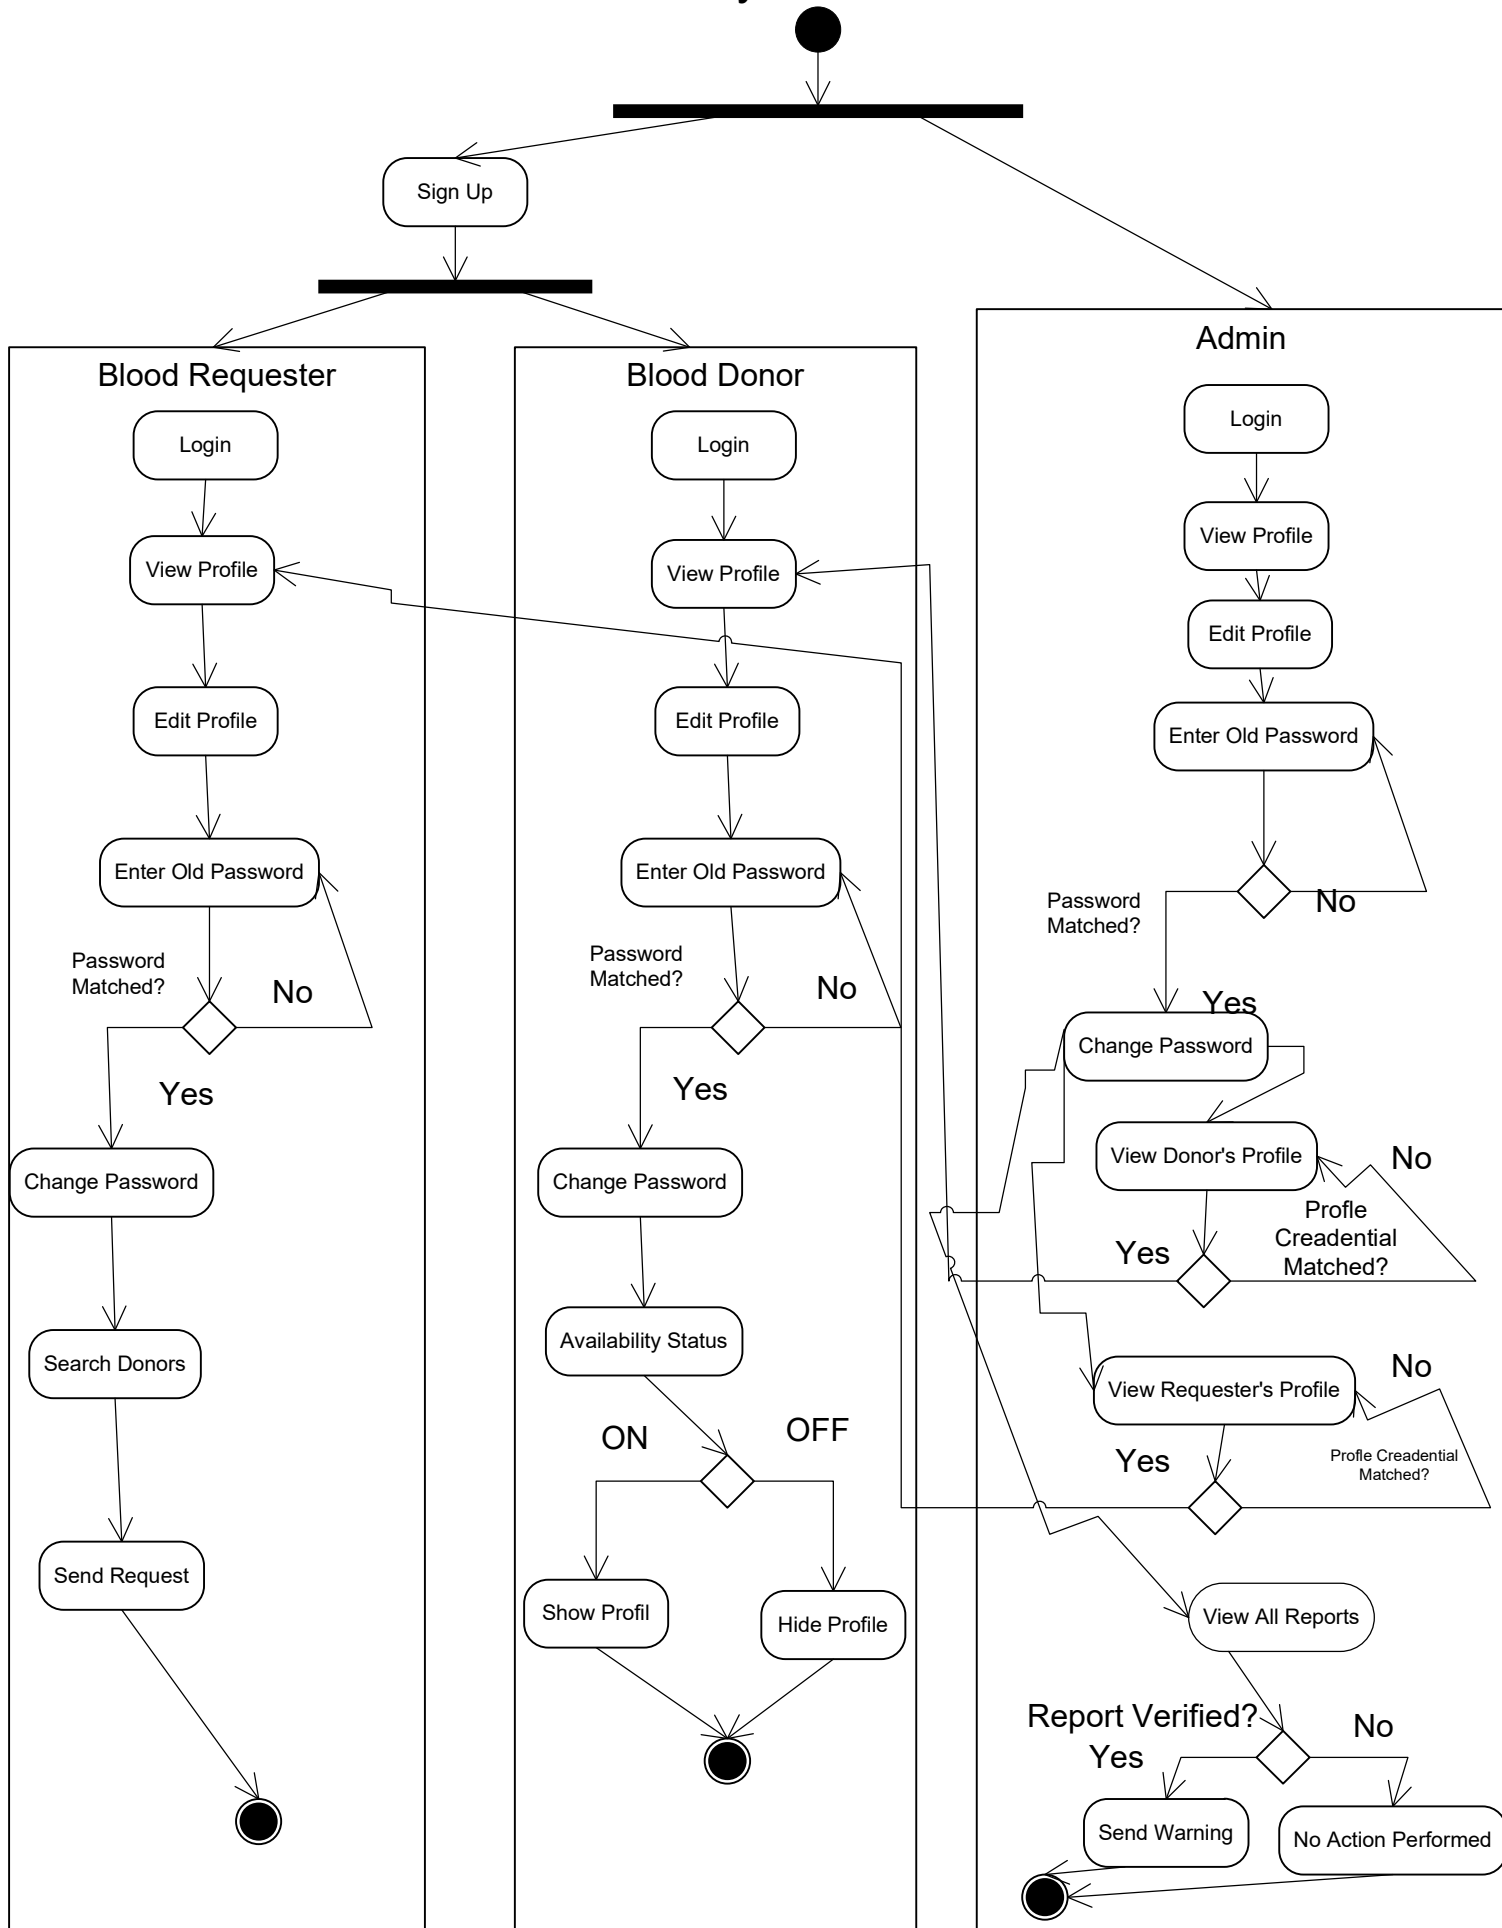 Sign Up
Blood Requester
Login
View Profile
Edit Profile
Enter Old Password
Password
Matched?
No
Yes
Change Password
Search Donors
Send Request
Blood Donor
Login
View Profile
Edit Profile
Enter Old Password
Password
Matched?
No
Yes
Change Password
Availability Status
ON
OFF
Show Profil
Hide Profile
Admin
Login
View Profile
Edit Profile
Enter Old Password
Password
Matched?
No
Yes
Change Password
View Donor's Profile
No
Profle
Creadential
Matched?
Yes
View Requester's Profile
No
Profle Creadential
Matched?
Yes
View All Reports
Report Verified?
Yes
No
Send Warning
No Action Performed